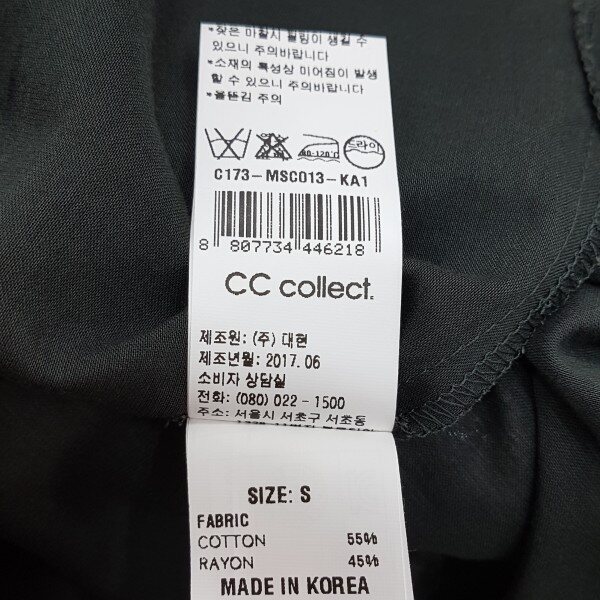 *잦은 마찰시 필링이 생길 수
있으니 주의바랍니다
*소재의 특성상 미어짐이 발생
할 수 있으니 주의바랍니다
*올뜯김 주의
80-120℃
드라이
C173-MSC013-KA1
8 807734 446218
CC collect.
제조원: (주) 대현
제조년월: 2017. 06
소비자 상담실
전화: (080) 022-1500
주소: 서울시 서초구 서초동
SIZE: S
FABRIC
COTTON 55%
RAYON 45%
MADE IN KOREA